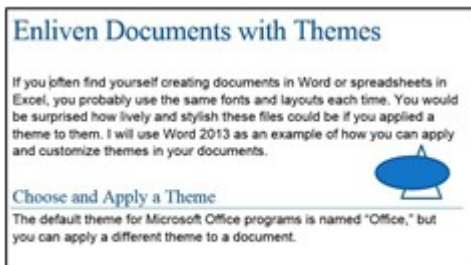 Enliven Documents with Themes
If you often find yourself creating documents in Word or spreadsheets in
Excel, you probably use the same fonts and layouts each time. You would
be surprised how lively and stylish these files could be if you applied a
theme to them. I will use Word 2013 as an example of how you can apply
and customize themes in your documents.
Choose and Apply a Theme
The default theme for Microsoft Office programs is named “Office,” but
you can apply a different theme to a document.